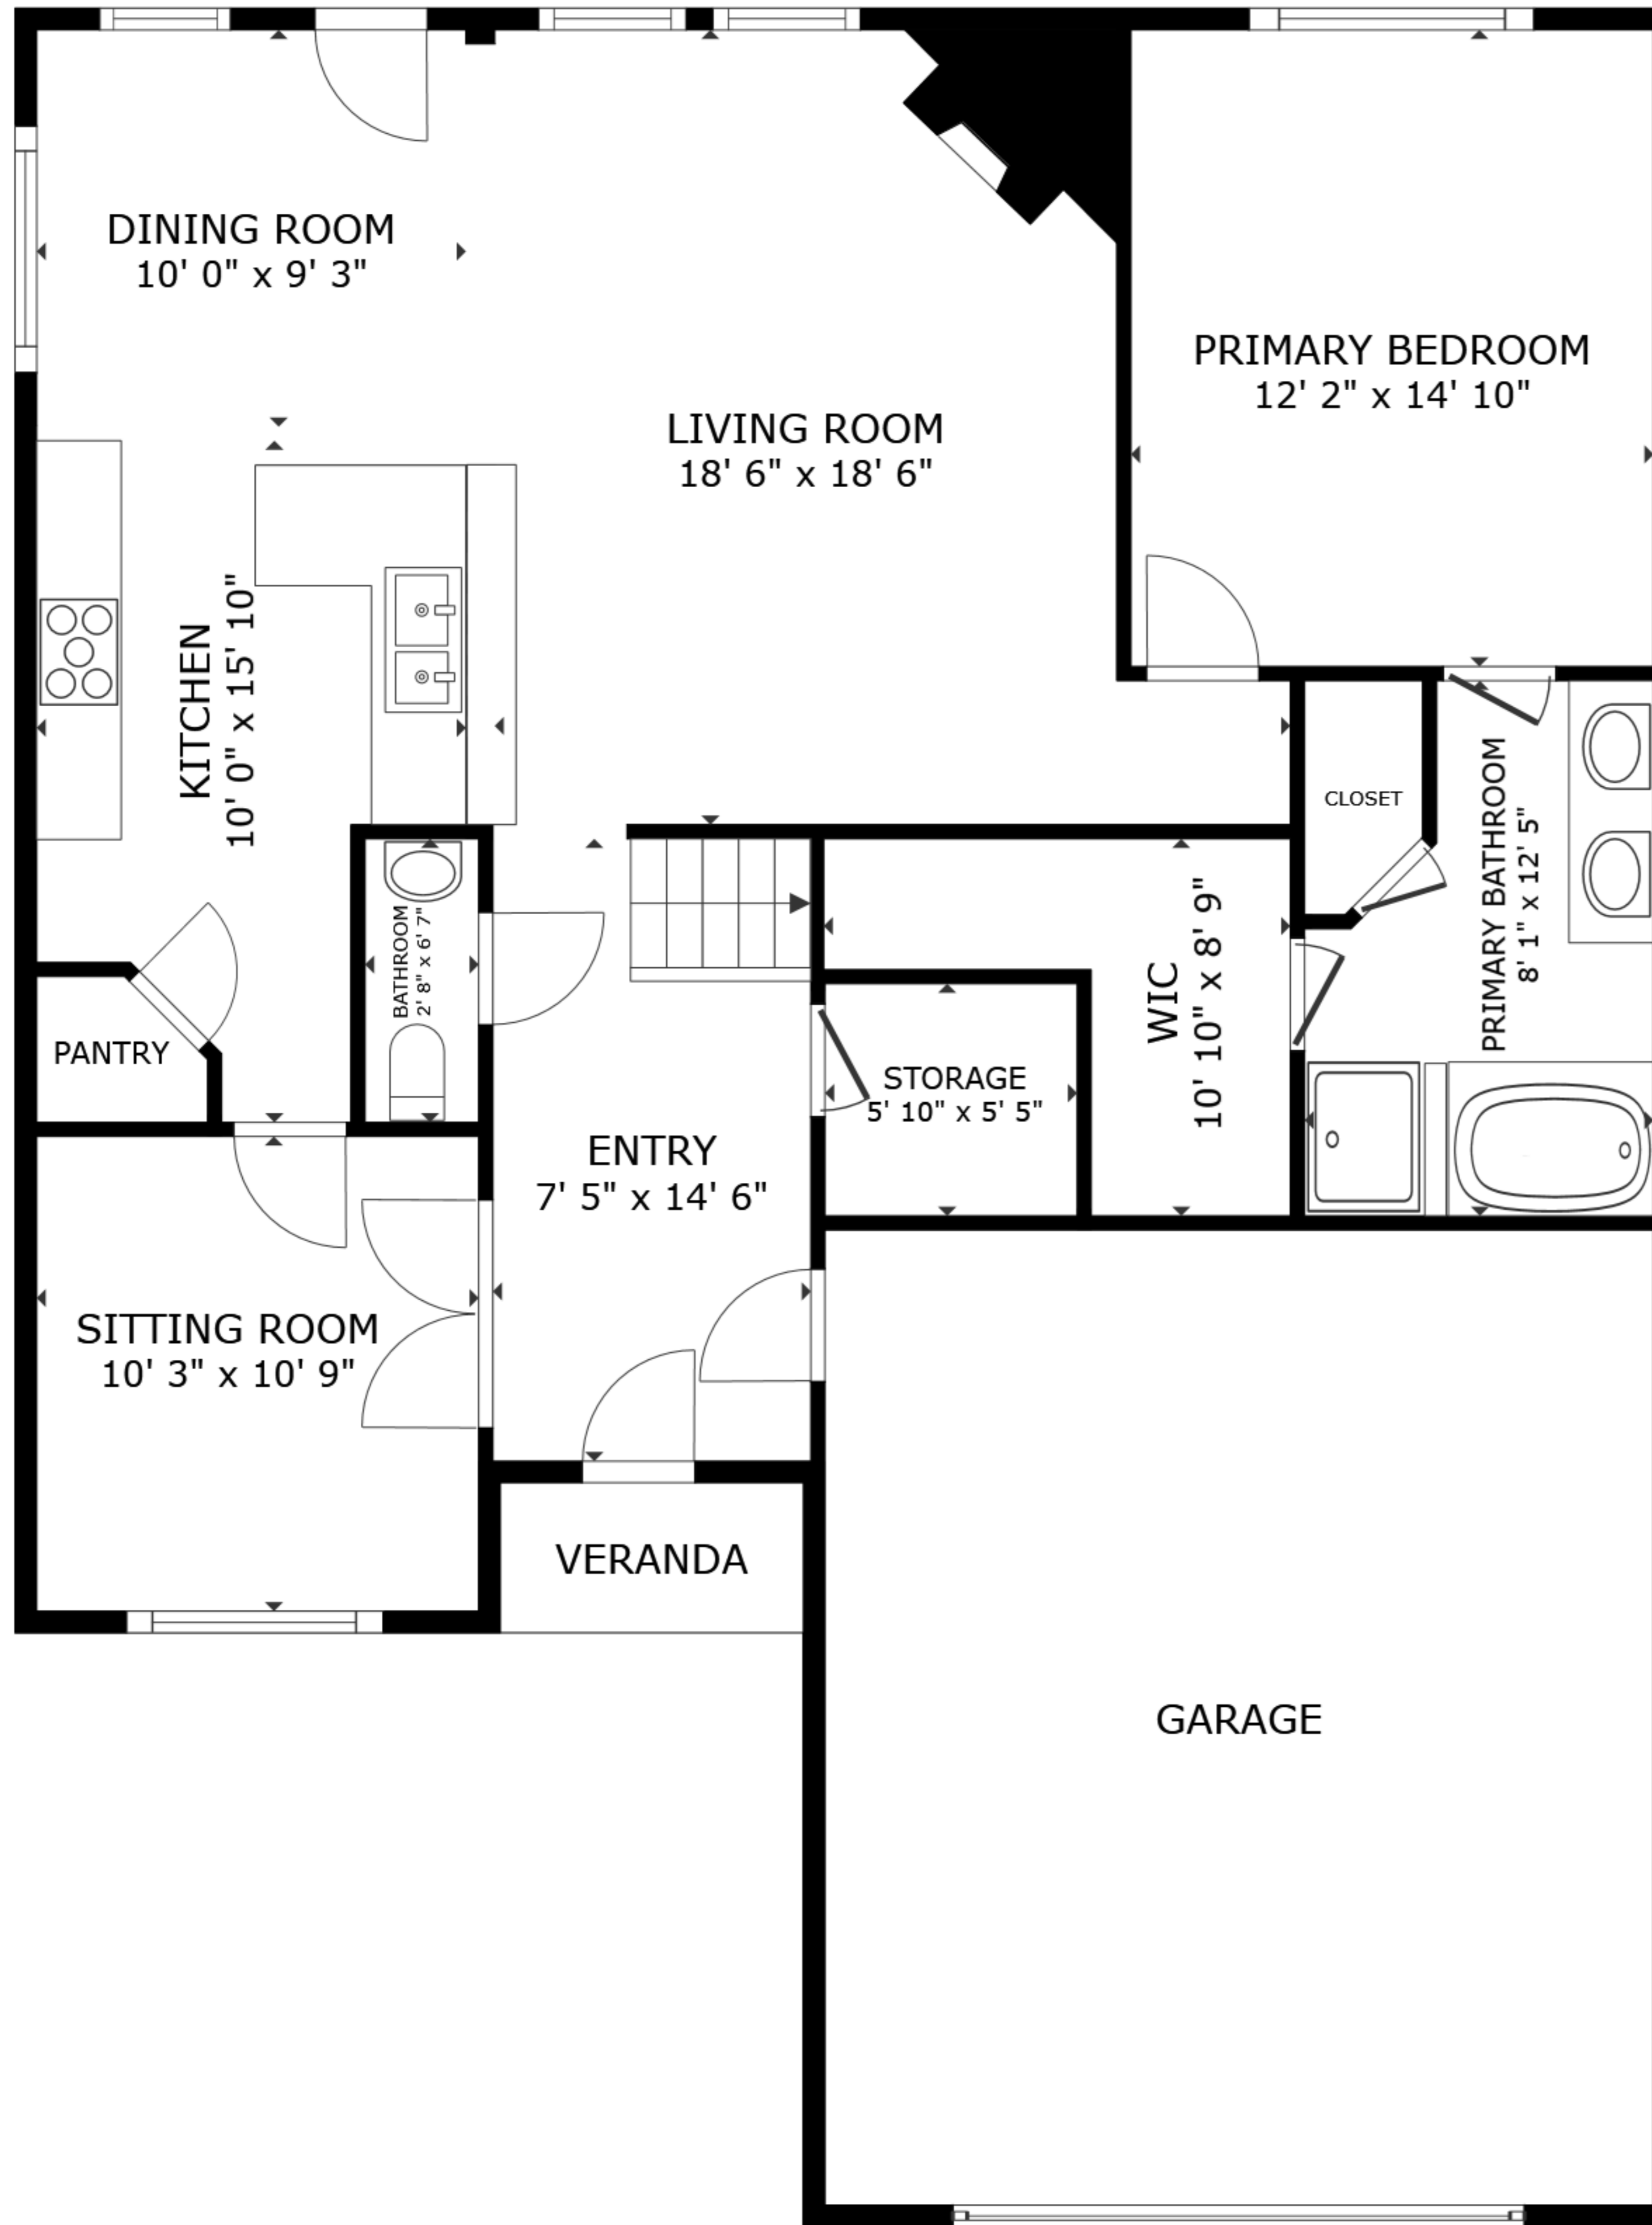 DINING ROOM
10' 0" x 9' 3"
PRIMARY BEDROOM
12' 2" x 14' 10"
LIVING ROOM
18' 6" x 18' 6"
KITCHEN
10' 0" x 15' 10"
CLOSET
PRIMARY BATHROOM
8' 1" x 12' 5"
BATHROOM
2' 8" x 6' 7"
WIC
10' 10" x 8' 9"
PANTRY
STORAGE
5' 10" x 5' 5"
ENTRY
7' 5" x 14' 6"
SITTING ROOM
10' 3" x 10' 9"
VERANDA
GARAGE